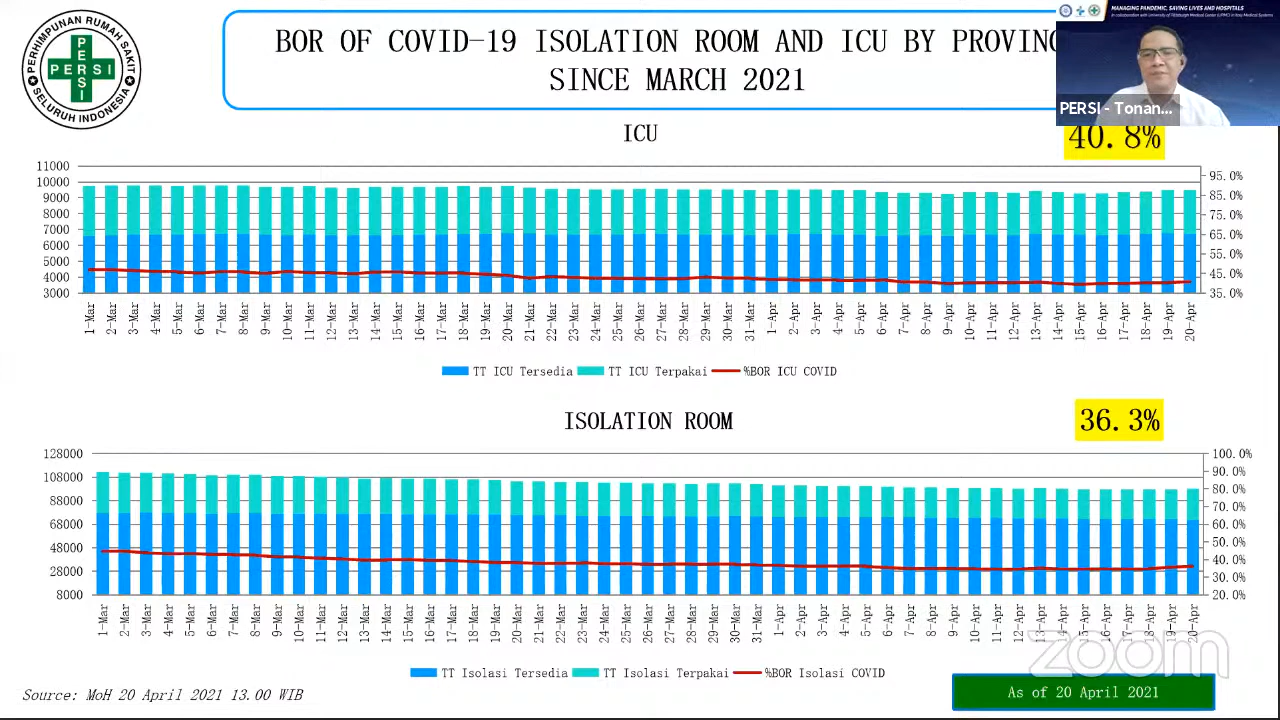 PERHIMPUNAN RUMAH SAKIT
PERSI
PERSI
SELURUH INDONESIA
BOR OF COVID-19 ISOLATION ROOM AND ICU BY
SINCE MARCH 2021
MANAGING PANDEMIC, SAVING LIVES AND HOSPITALS
PERSI - Tonan...
ICU
40.8%
11000
10000
9000
8000
7000
6000
5000
4000
3000
95.0%
85.0%
75.0%
65.0%
55.0%
45.0%
35.0%
1-Mar 2-Mar 3-Mar 4-Mar 5-Mar 6-Mar 7-Mar 8-Mar 9-Mar 10-Mar 11-Mar 12-Mar 13-Mar 14-Mar 15-Mar 16-Mar 17-Mar 18-Mar 19-Mar 20-Mar 21-Mar 22-Mar 23-Mar 24-Mar 25-Mar 26-Mar 27-Mar 28-Mar 29-Mar 30-Mar 31-Mar 1-Apr 2-Apr 3-Apr 4-Apr 5-Apr 6-Apr 7-Apr 8-Apr 9-Apr 10-Apr 11-Apr 12-Apr 13-Apr 14-Apr 15-Apr 16-Apr 17-Apr 18-Apr 19-Apr 20-Apr
TT ICU Tersedia TT ICU Terpakai %BOR ICU COVID
ISOLATION ROOM
36.3%
128000
108000
88000
68000
48000
28000
8000
100.0%
90.0%
80.0%
70.0%
60.0%
50.0%
40.0%
30.0%
20.0%
1-Mar 2-Mar 3-Mar 4-Mar 5-Mar 6-Mar 7-Mar 8-Mar 9-Mar 10-Mar 11-Mar 12-Mar 13-Mar 14-Mar 15-Mar 16-Mar 17-Mar 18-Mar 19-Mar 20-Mar 21-Mar 22-Mar 23-Mar 24-Mar 25-Mar 26-Mar 27-Mar 28-Mar 29-Mar 30-Mar 31-Mar 1-Apr 2-Apr 3-Apr 4-Apr 5-Apr 6-Apr 7-Apr 8-Apr 9-Apr 10-Apr 11-Apr 12-Apr 13-Apr 14-Apr 15-Apr 16-Apr 17-Apr 18-Apr 19-Apr 20-Apr
TT Isolasi Tersedia TT Isolasi Terpakai %BOR Isolasi COVID
zoom
Source: MoH 20 April 2021 13.00 WIB
As of 20 April 2021